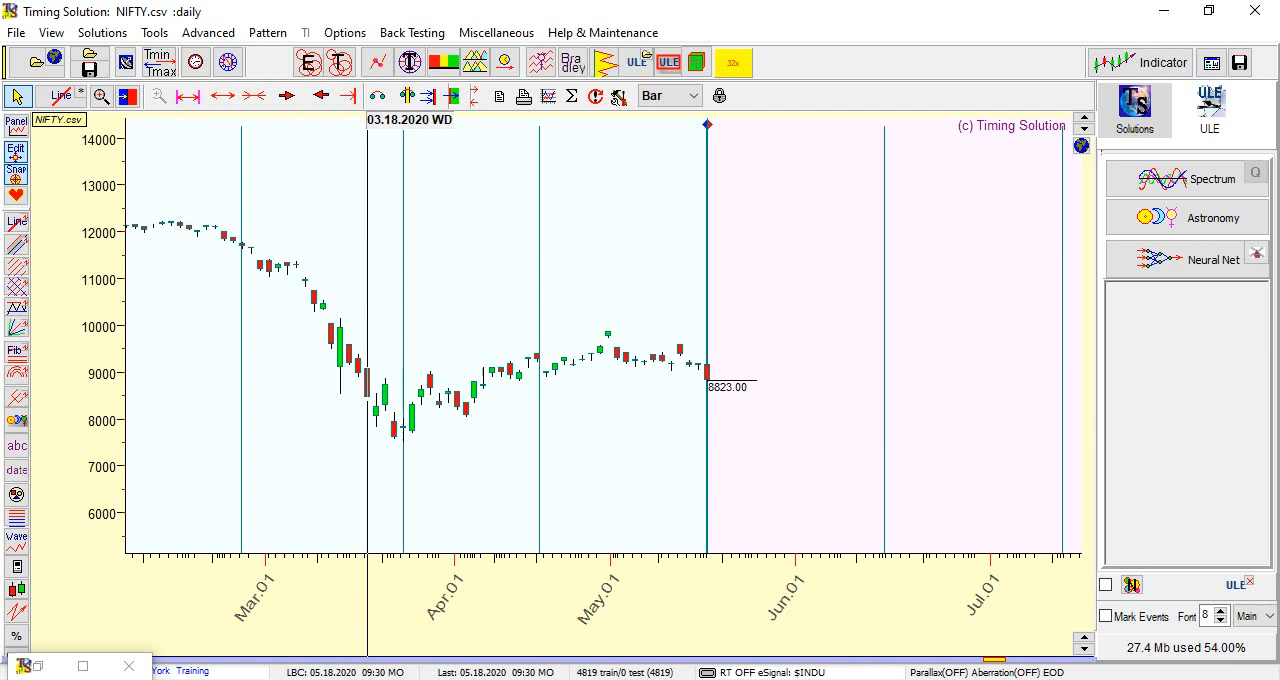 Timing Solution: NIFTY.csv :daily
File View Solutions Tools Advanced Pattern TI Options Back Testing Miscellaneous Help & Maintenance
Tmin
Tmax
E
T
T
Bra
dley
ULE
ULE
32x
Indicator
Line
*
Bar
Panel
NIFTY.csv
03.18.2020 WD
(c) Timing Solution
TS
Solutions
ULE
ULE
Edit
Snap
Line
Fib
abc
date
Wave
%
14000
13000
12000
11000
10000
9000
8000
7000
6000
8823.00
Mar.01
Apr.01
May.01
Jun.01
Jul.01
Spectrum
Q
Astronomy
Neural Net
N
ULE
Mark Events Font 8 Main
27.4 Mb used 54.00%
TS
York Training
LBC: 05.18.2020 09:30 MO
Last: 05.18.2020 09:30 MO
4819 train/0 test (4819)
RT OFF eSignal: $INDU
Parallax(OFF) Aberration(OFF) EOD